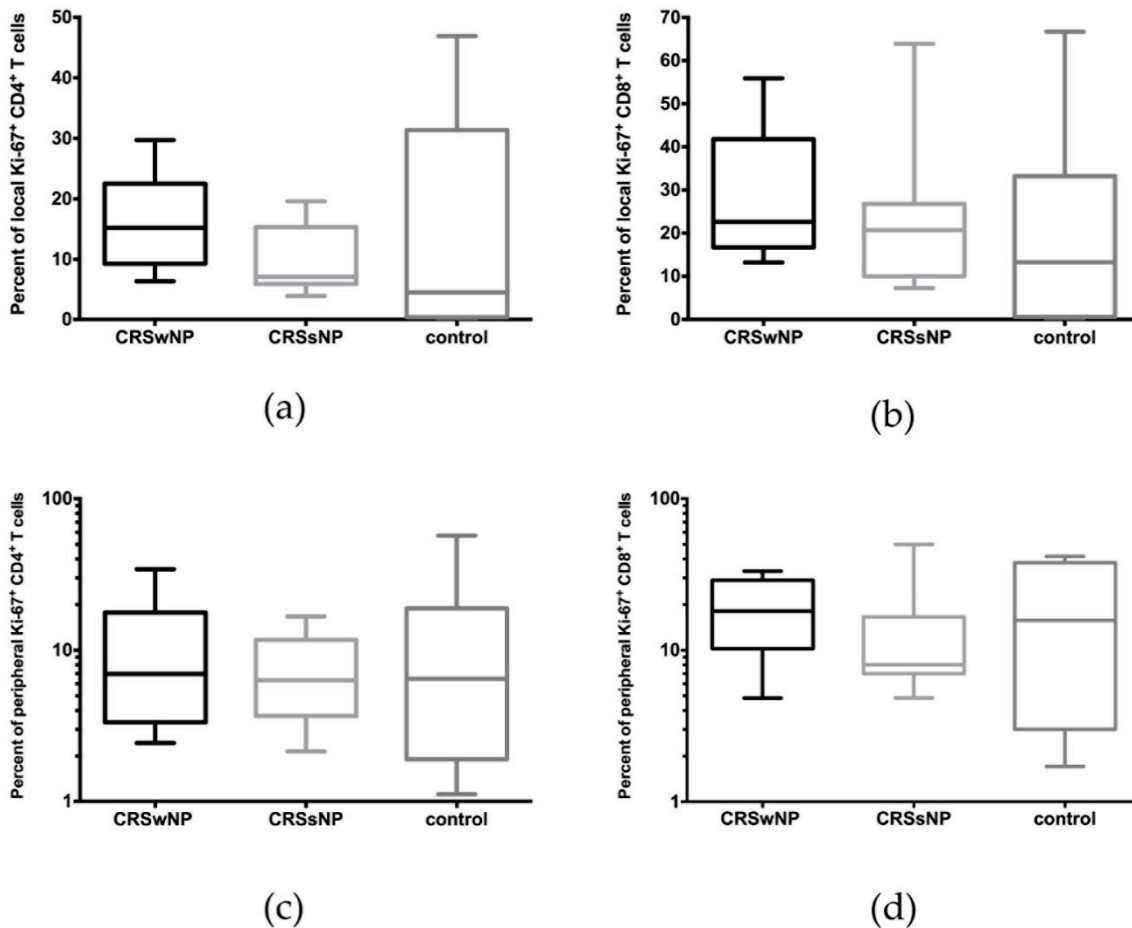 Percent of local Ki-67⁺ CD4⁺ T cells
50
40
30
20
10
0
CRSwNP CRSsNP control
(a)
Percent of local Ki-67⁺ CD8⁺ T cells
70
60
50
40
30
20
10
0
CRSwNP CRSsNP control
(b)
Percent of peripheral Ki-67⁺ CD4⁺ T cells
100
10
1
CRSwNP CRSsNP control
(c)
Percent of peripheral Ki-67⁺ CD8⁺ T cells
100
10
1
CRSwNP CRSsNP control
(d)